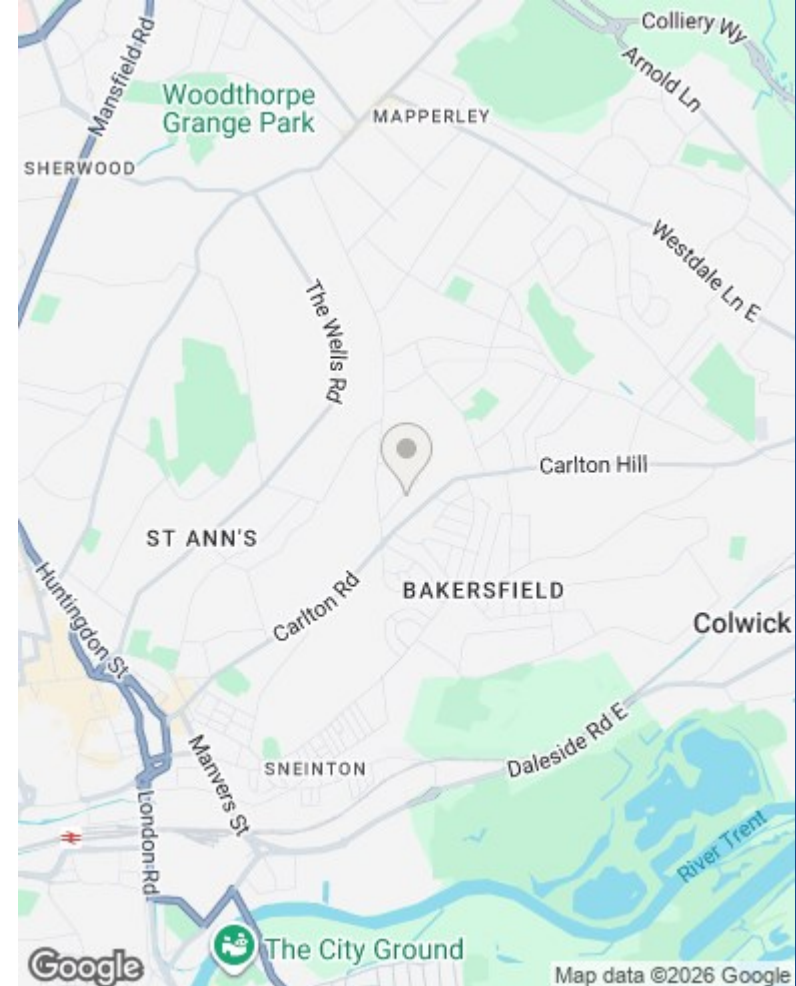 Colliery Wy
Mansfield Rd
Arnold Ln
Woodthorpe
Grange Park
MAPPERLEY
SHERWOOD
Westdale Ln E
The Wells Rd
Carlton Hill
ST ANN'S
Huntingdon St
BAKERSFIELD
Carlton Rd
Colwick
Daleside Rd E
Manvers St
SNEINTON
London Rd
River Trent
The City Ground
Google
Map data ©2026 Google